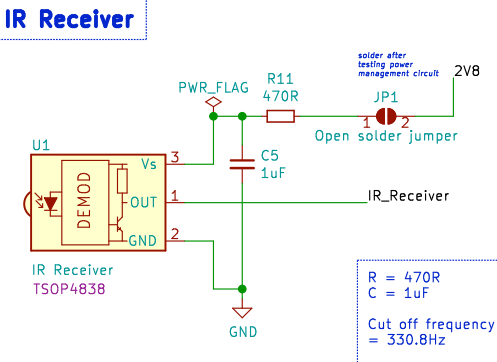 IR Receiver
solder after
testing power
management circuit
2V8
R11
470R
PWR_FLAG
JP1
1 2
Open solder jumper
U1
Vs 3
C5
1uF
DEMOD
OUT 1
IR_Receiver
GND 2
IR Receiver
TSOP4838
GND
R = 470R
C = 1uF
Cut off frequency
= 330.8Hz